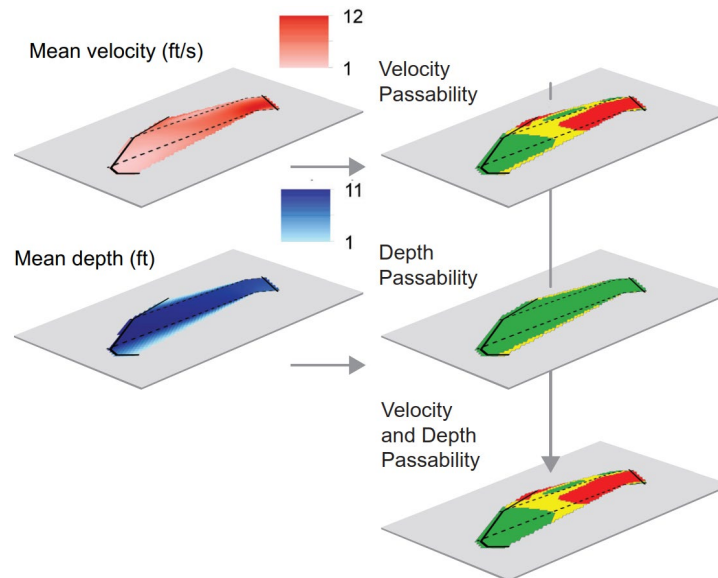 12
Mean velocity (ft/s)
1
Velocity
Passability
11
Mean depth (ft)
1
Depth
Passability
Velocity
and Depth
Passability